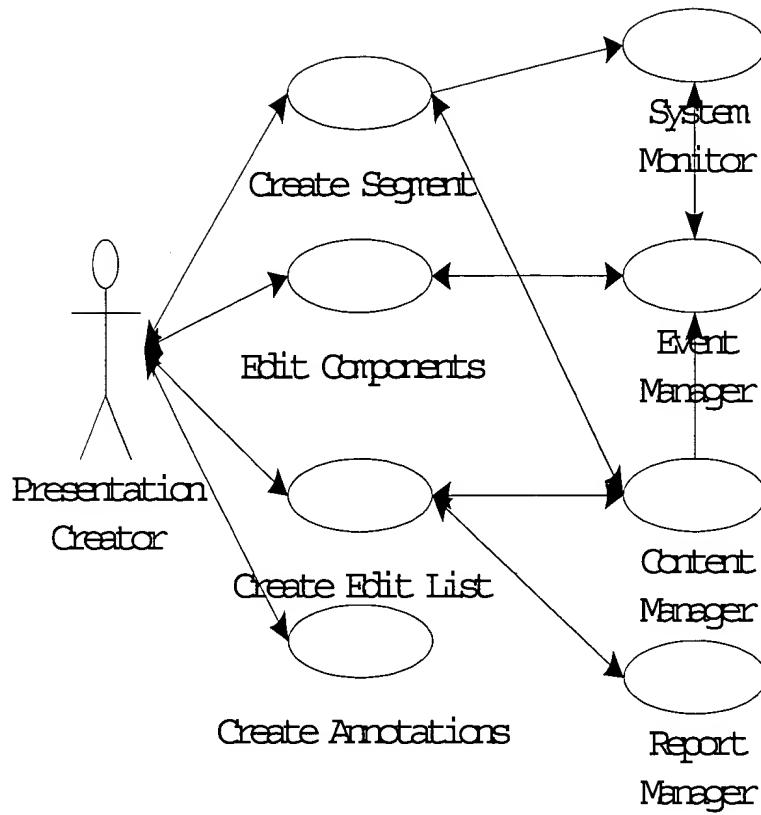 System
Monitor
Create Segment
Event
Manager
Edit Components
Presentation
Creator
Content
Manager
Create Edit List
Create Annotations
Report
Manager